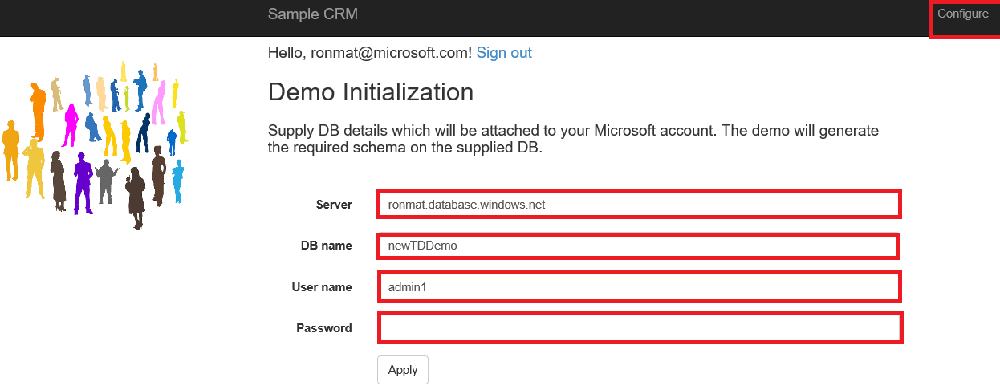 Sample CRM
Configure
Hello, ronmat@microsoft.com! Sign out
Demo Initialization
Supply DB details which will be attached to your Microsoft account. The demo will generate
the required schema on the supplied DB.
Server
ronmat.database.windows.net
DB name
newTDDemo
User name
admin1
Password
Apply